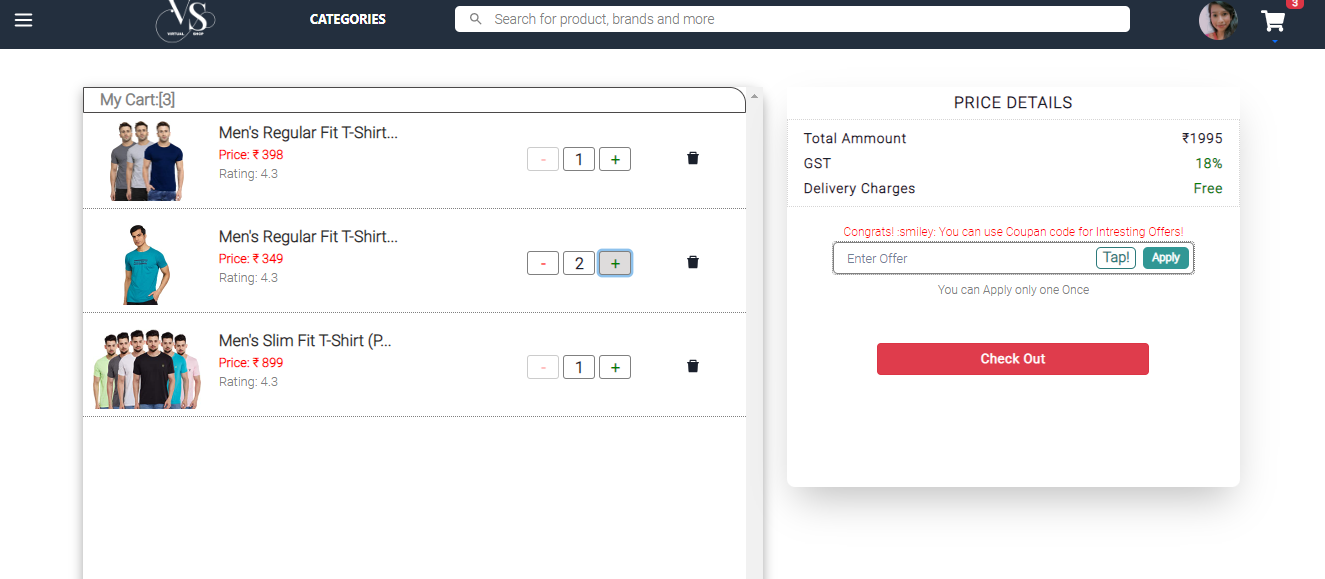 VS
VIRTUAL SHOP
CATEGORIES
Search for product, brands and more
3
My Cart:[3]
Men's Regular Fit T-Shirt...
Price: ₹ 398
Rating: 4.3
- 1 +
Men's Regular Fit T-Shirt...
Price: ₹ 349
Rating: 4.3
- 2 +
Men's Slim Fit T-Shirt (P...
Price: ₹ 899
Rating: 4.3
- 1 +
PRICE DETAILS
Total Ammount ₹1995
GST 18%
Delivery Charges Free
Congrats! :smiley: You can use Coupan code for Intresting Offers!
Enter Offer Tap! Apply
You can Apply only one Once
Check Out